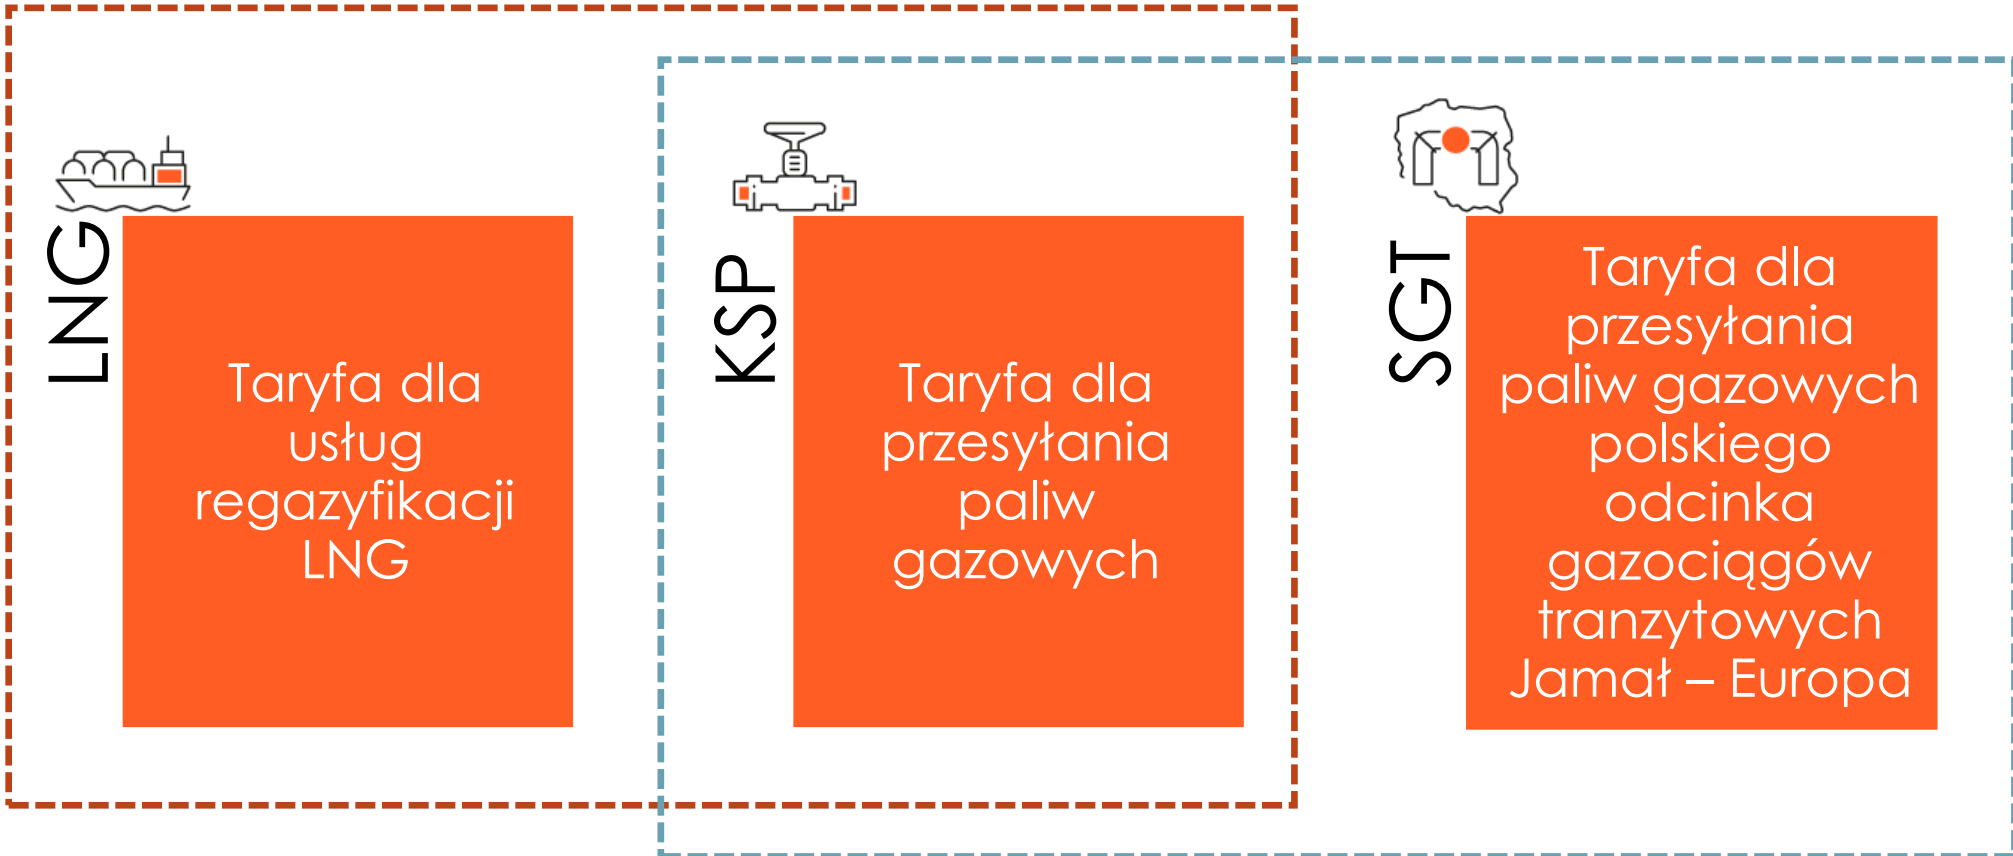 LNG
Taryfa dla
usług
regazyfikacji
LNG
KSP
Taryfa dla
przesyłania
paliw
gazowych
SGT
Taryfa dla
przesyłania
paliw gazowych
polskiego
odcinka
gazociągów
tranzytowych
Jamał – Europa